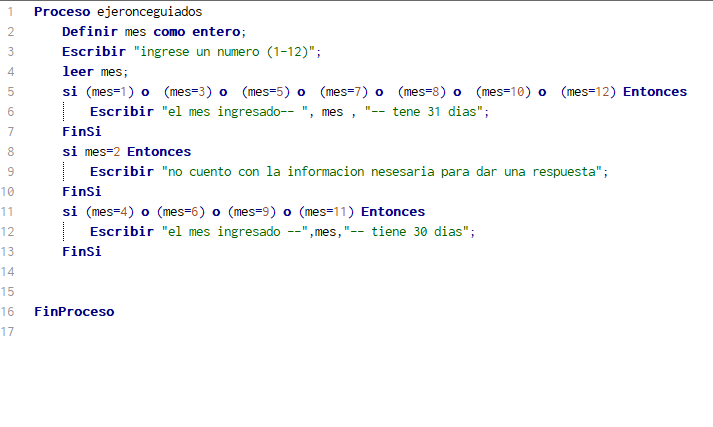 1 Proceso ejeronceguiados
2 Definir mes como entero;
3 Escribir "ingrese un numero (1-12)";
4 leer mes;
5 si (mes=1) o (mes=3) o (mes=5) o (mes=7) o (mes=8) o (mes=10) o (mes=12) Entonces
6 Escribir "el mes ingresado-- ", mes , "-- tene 31 dias";
7 FinSi
8 si mes=2 Entonces
9 Escribir "no cuento con la informacion nesesaria para dar una respuesta";
10 FinSi
11 si (mes=4) o (mes=6) o (mes=9) o (mes=11) Entonces
12 Escribir "el mes ingresado --",mes,"-- tiene 30 dias";
13 FinSi
14
15
16 FinProceso
17